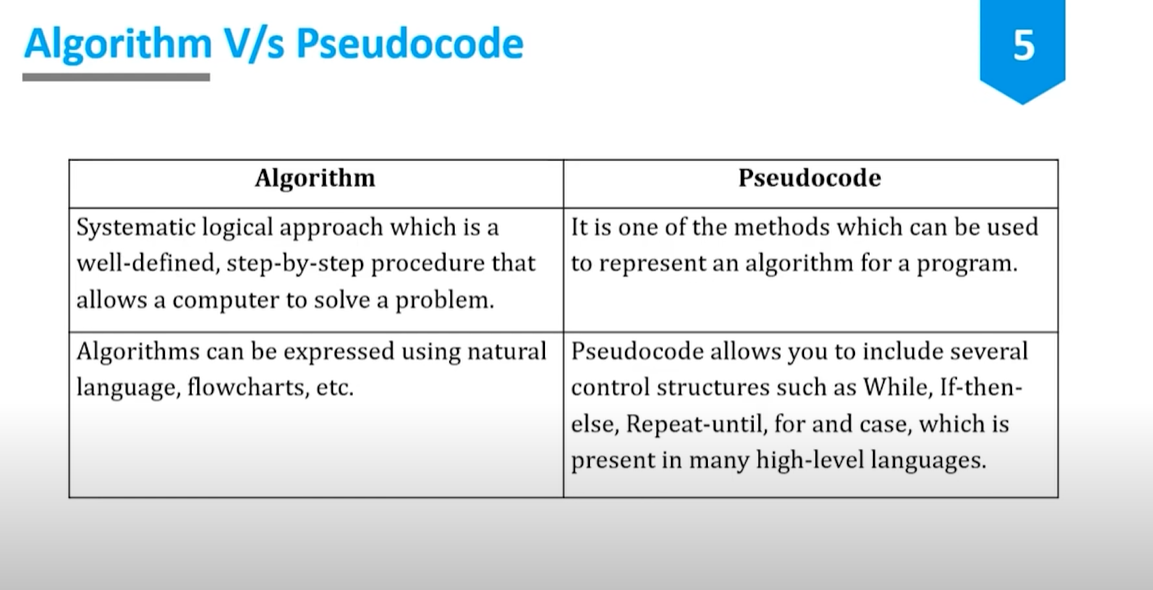 Algorithm V/s Pseudocode
5
Algorithm
Pseudocode
Systematic logical approach which is a
well-defined, step-by-step procedure that
allows a computer to solve a problem.
It is one of the methods which can be used
to represent an algorithm for a program.
Algorithms can be expressed using natural
language, flowcharts, etc.
Pseudocode allows you to include several
control structures such as While, If-then-
else, Repeat-until, for and case, which is
present in many high-level languages.